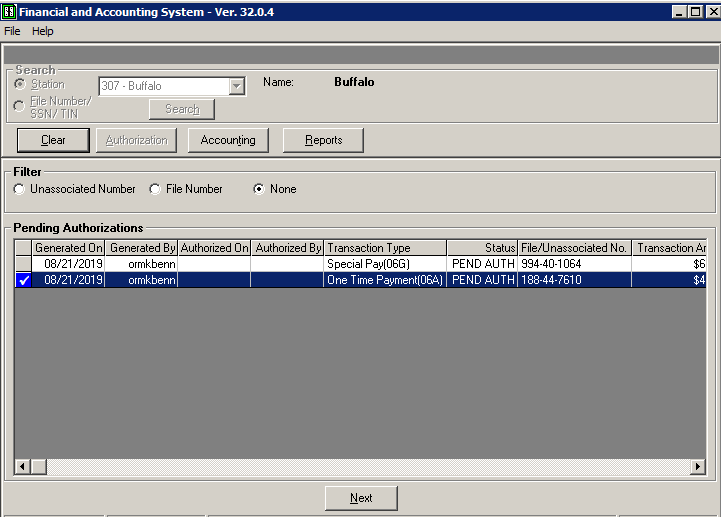 Financial and Accounting System - Ver. 32.0.4
File Help
Search
Station 307 - Buffalo Name: Buffalo
File Number/
SSN/ TIN
Search
Clear Authorization Accounting Reports
Filter
Unassociated Number File Number None
Pending Authorizations
Generated On Generated By Authorized On Authorized By Transaction Type Status File/Unassociated No. Transaction Ar
08/21/2019 ormkbenn Special Pay(06G) PEND AUTH 994-40-1064 $6
08/21/2019 ormkbenn One Time Payment(06A) PEND AUTH 188-44-7610 $4
Next